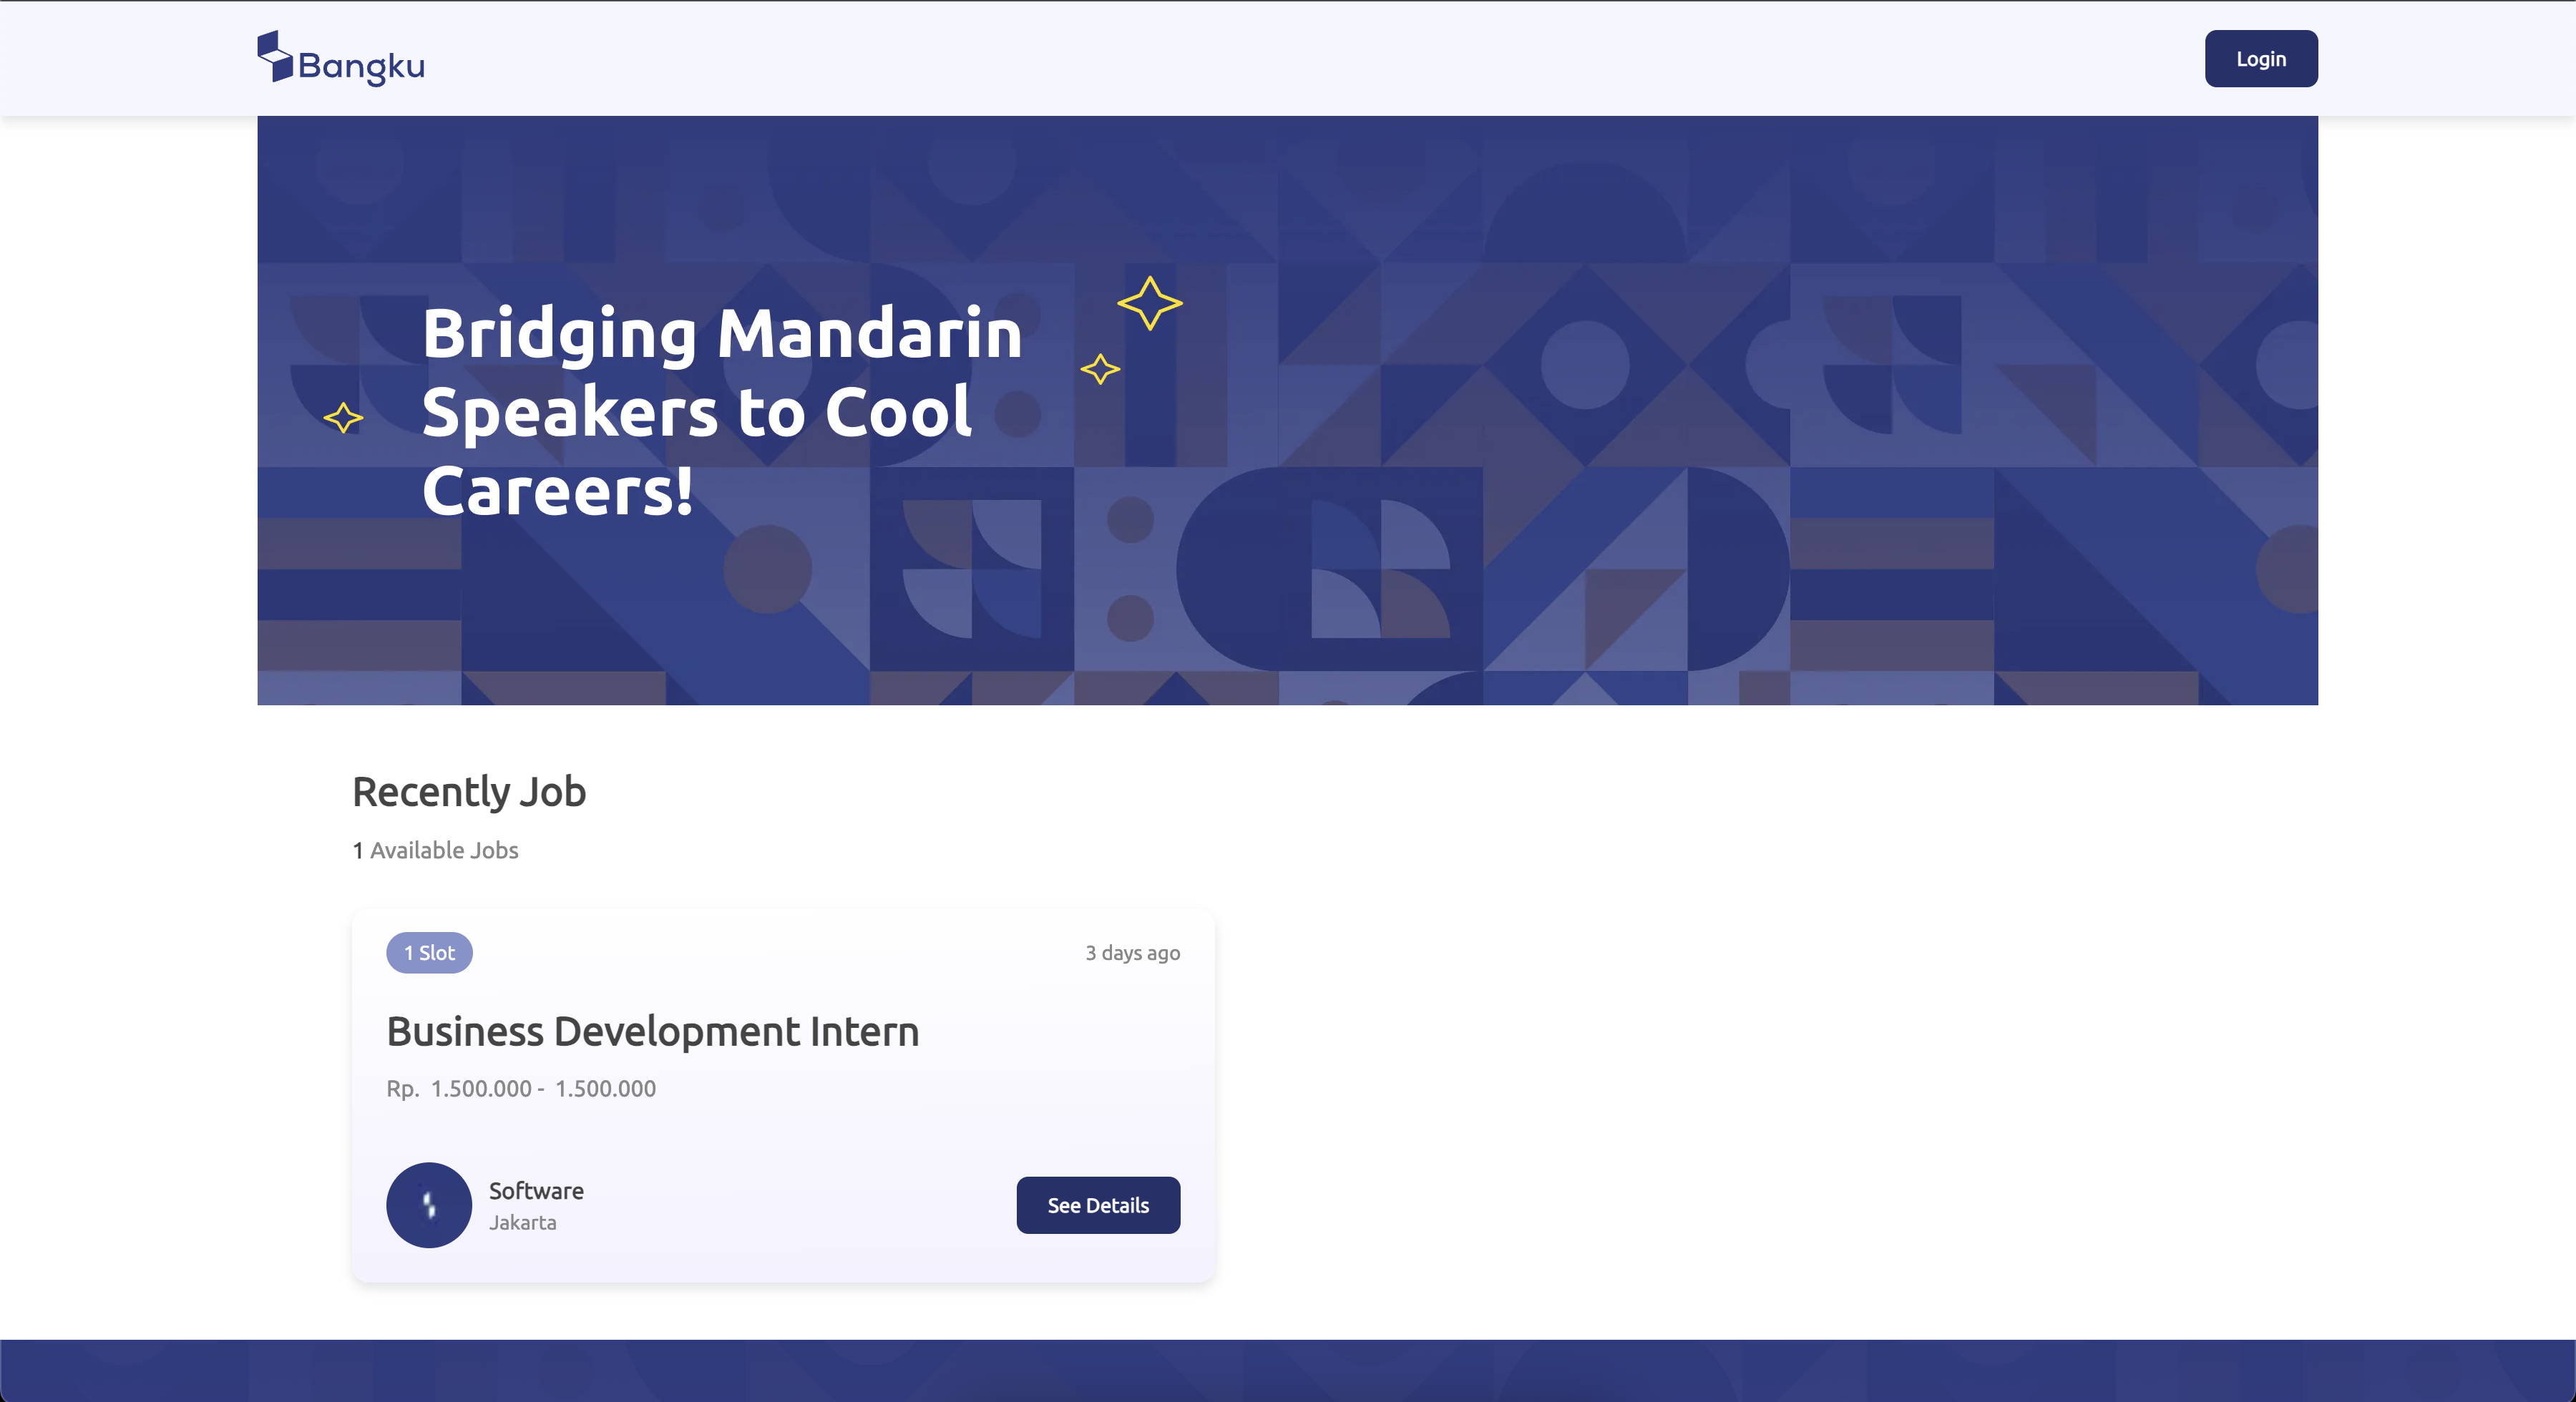 Bangku
Login
Bridging Mandarin
Speakers to Cool
Careers!
Recently Job
1 Available Jobs
1 Slot
3 days ago
Business Development Intern
Rp. 1.500.000 - 1.500.000
Software
Jakarta
See Details